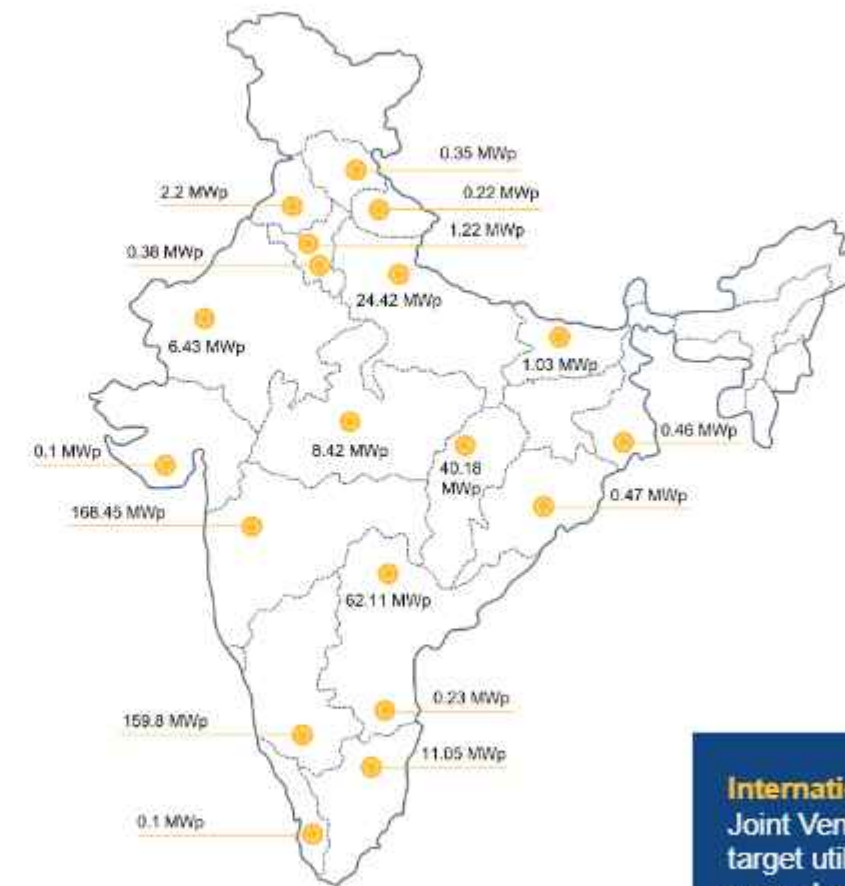 0.35 MWp
2.2 MWp
0.22 MWp
1.22 MWp
0.38 MWp
24.42 MWp
6.43 MWp
1.03 MWp
0.46 MWp
8.42 MWp
0.1 MWp
40.18
MWp
0.47 MWp
168.45 MWp
62.11 MWp
0.23 MWp
159.8 MWp
11.05 MWp
Joint Ven
target util
0.1 MWp